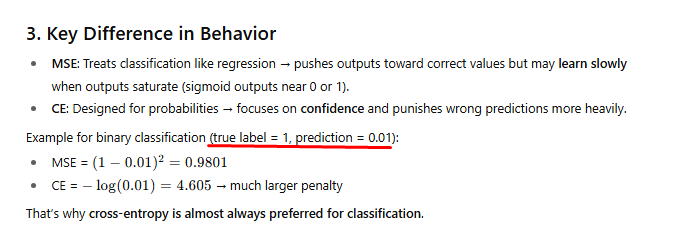 3. Key Difference in Behavior
• MSE: Treats classification like regression → pushes outputs toward correct values but may learn slowly
when outputs saturate (sigmoid outputs near 0 or 1).
• CE: Designed for probabilities → focuses on confidence and punishes wrong predictions more heavily.
Example for binary classification (true label = 1, prediction = 0.01):
• MSE = (1 − 0.01)² = 0.9801
• CE = − log(0.01) = 4.605 → much larger penalty
That's why cross-entropy is almost always preferred for classification.